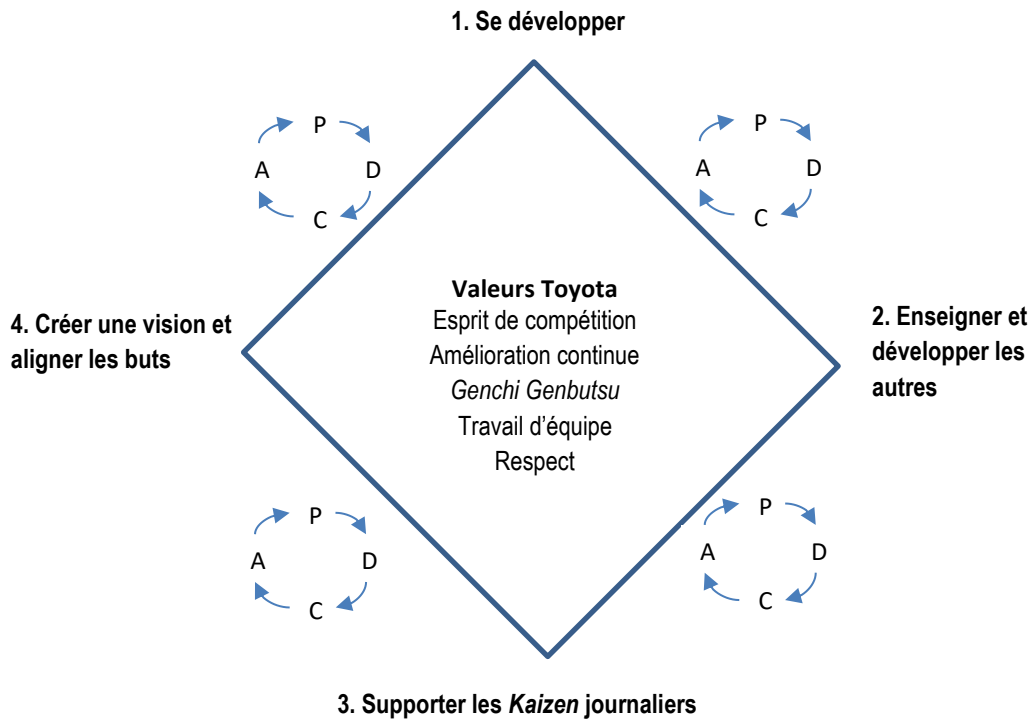 1. Se développer
P
A
D
C
P
A
D
C
Valeurs Toyota
Esprit de compétition
Amélioration continue
Genchi Genbutsu
Travail d’équipe
Respect
4. Créer une vision et
aligner les buts
2. Enseigner et
développer les
autres
P
A
D
C
P
A
D
C
3. Supporter les Kaizen journaliers